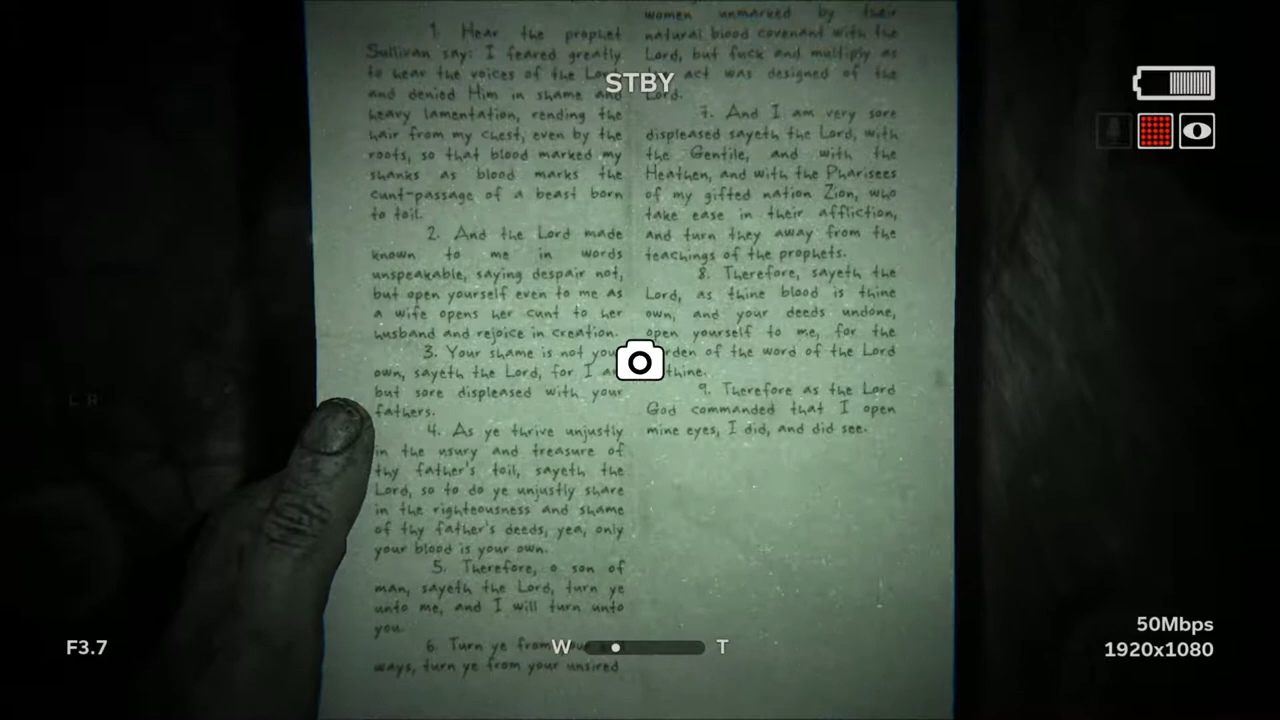 1. Hear the prophet
Sullivan say: I feared greatly
to hear the voices of the Lord
and denied Him in shame and
heavy lamentation, rending the
hair from my chest, even by the
roots, so that blood marked my
shanks as blood marks the
cunt-passage of a beast born
to toil.
2. And the Lord made
known to me in words
unspeakable, saying despair not,
but open yourself even to me as
a wife opens her cunt to her
husband and rejoice in creation.
3. Your shame is not your
own, sayeth the Lord, for I am
but sore displeased with your
fathers.
4. As ye thrive unjustly
in the usury and treasure of
thy father's toil, sayeth the
Lord, so to do ye unjustly share
in the righteousness and shame
of thy father's deeds, yea, only
your blood is your own.
5. Therefore, o son of
man, sayeth the Lord, turn ye
unto me, and I will turn unto
you.
6. Turn ye from your
ways, turn ye from your unsired
women unmarked by their
natural blood covenant with the
Lord, but fuck and multiply as
act was designed of the
Lord.
7. And I am very sore
displeased sayeth the Lord, with
the Gentile, and with the
Heathen, and with the Pharisees
of my gifted nation Zion, who
take ease in their affliction,
and turn they away from the
teachings of the prophets.
8. Therefore, sayeth the
Lord, as thine blood is thine
own, and your deeds undone,
open yourself to me, for the
of the word of the Lord
thine.
9. Therefore as the Lord
God commanded that I open
mine eyes, I did, and did see.
STBY
F3.7
W T
50Mbps
1920x1080